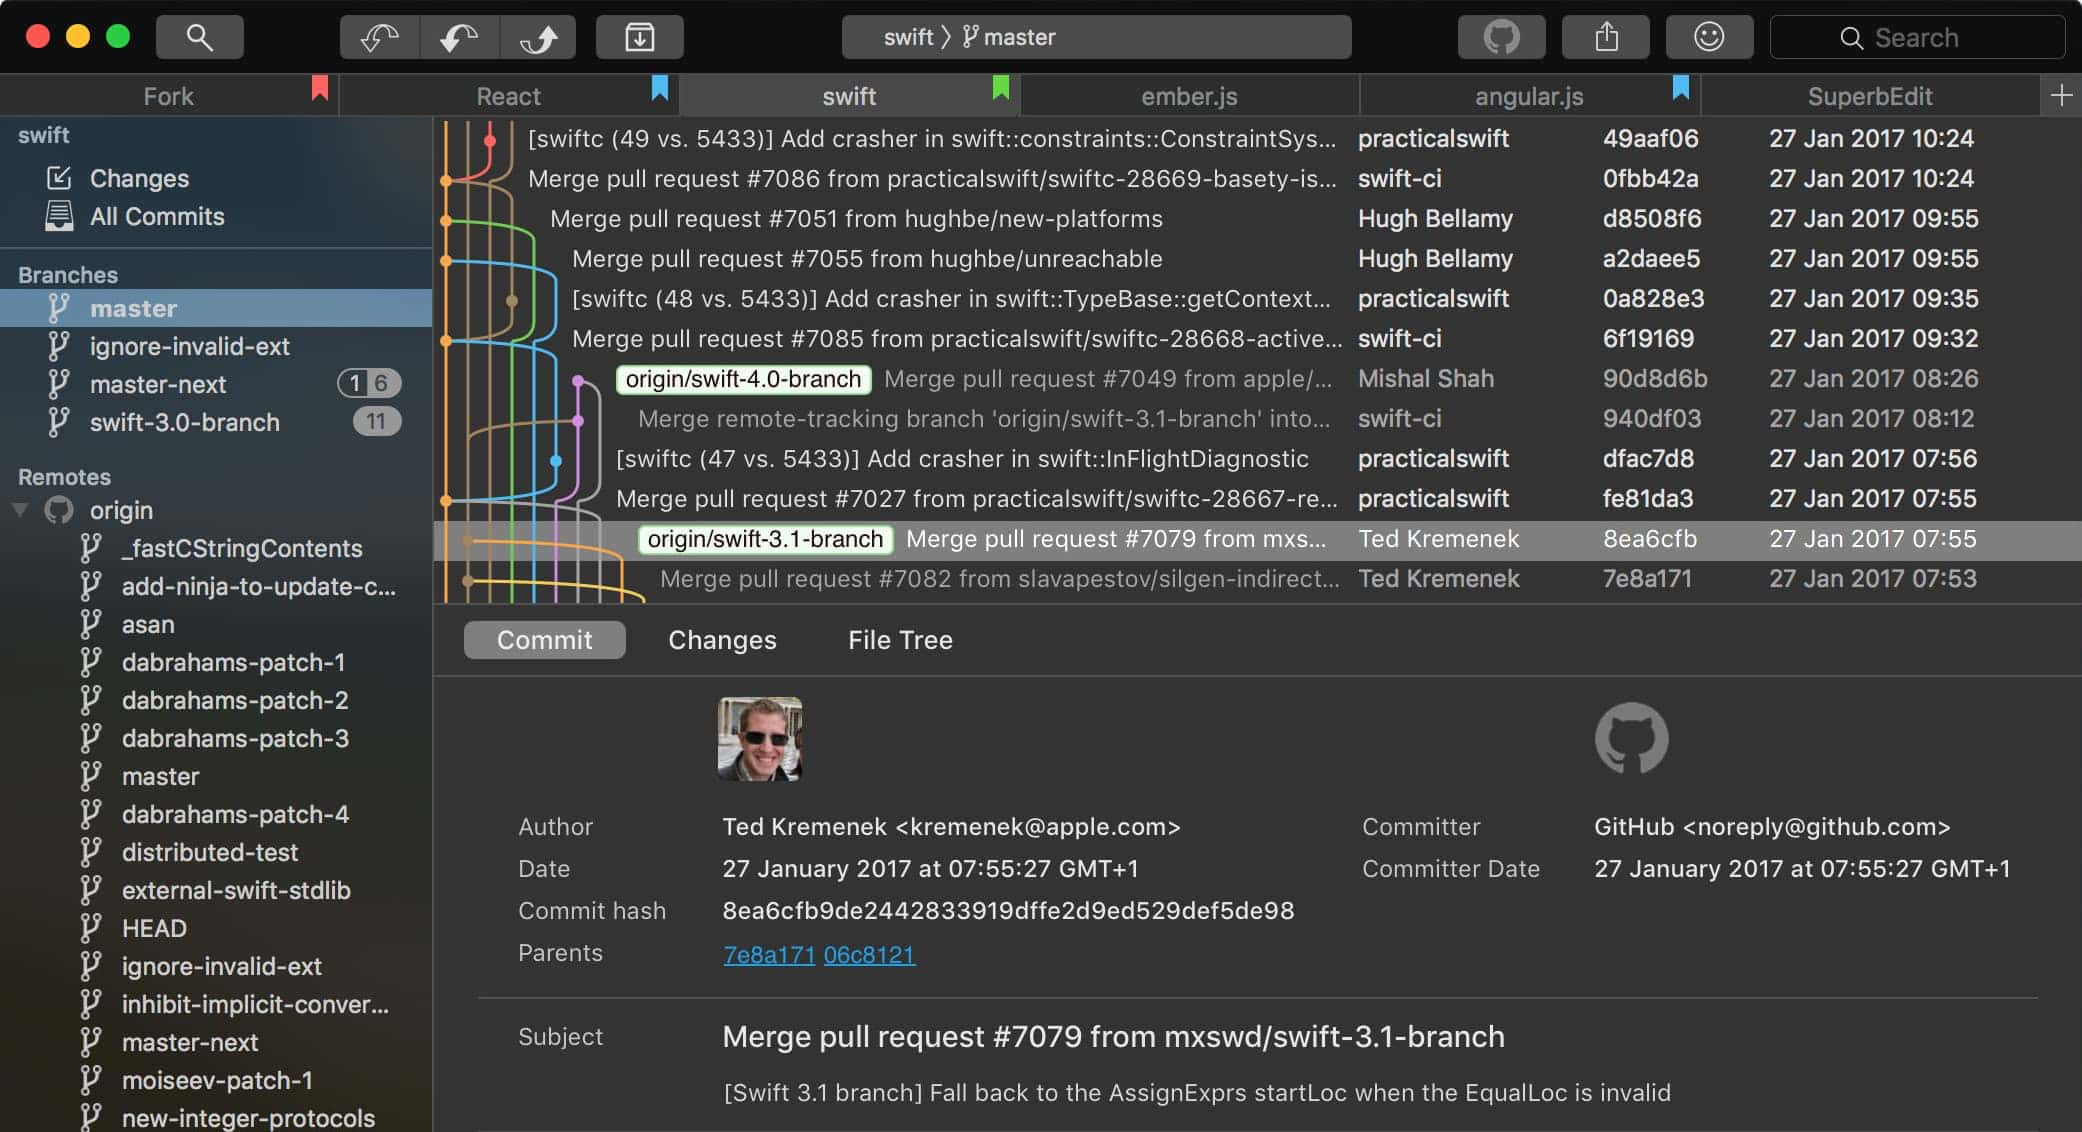 swift 〉 master
Search
Fork
React
swift
ember.js
angular.js
SuperbEdit
swift
Changes
All Commits
Branches
master
ignore-invalid-ext
master-next 1 6
swift-3.0-branch 11
Remotes
origin
_fastCStringContents
add-ninja-to-update-c...
asan
dabrahams-patch-1
dabrahams-patch-2
dabrahams-patch-3
master
dabrahams-patch-4
distributed-test
external-swift-stdlib
HEAD
ignore-invalid-ext
inhibit-implicit-conver...
master-next
moiseev-patch-1
new-integer-protocols
[swiftc (49 vs. 5433)] Add crasher in swift::constraints::ConstraintSys... practicalswift 49aaf06 27 Jan 2017 10:24
Merge pull request #7086 from practicalswift/swiftc-28669-basety-is... swift-ci 0fbb42a 27 Jan 2017 10:24
Merge pull request #7051 from hughbe/new-platforms Hugh Bellamy d8508f6 27 Jan 2017 09:55
Merge pull request #7055 from hughbe/unreachable Hugh Bellamy a2daee5 27 Jan 2017 09:55
[swiftc (48 vs. 5433)] Add crasher in swift::TypeBase::getContext... practicalswift 0a828e3 27 Jan 2017 09:35
Merge pull request #7085 from practicalswift/swiftc-28668-active... swift-ci 6f19169 27 Jan 2017 09:32
origin/swift-4.0-branch Merge pull request #7049 from apple/... Mishal Shah 90d8d6b 27 Jan 2017 08:26
Merge remote-tracking branch 'origin/swift-3.1-branch' into... swift-ci 940df03 27 Jan 2017 08:12
[swiftc (47 vs. 5433)] Add crasher in swift::InFlightDiagnostic practicalswift dfac7d8 27 Jan 2017 07:56
Merge pull request #7027 from practicalswift/swiftc-28667-re... practicalswift fe81da3 27 Jan 2017 07:55
origin/swift-3.1-branch Merge pull request #7079 from mxs... Ted Kremenek 8ea6cfb 27 Jan 2017 07:55
Merge pull request #7082 from slavapestov/silgen-indirect... Ted Kremenek 7e8a171 27 Jan 2017 07:53
Commit Changes File Tree
Author Ted Kremenek <kremenek@apple.com> Committer GitHub <noreply@github.com>
Date 27 January 2017 at 07:55:27 GMT+1 Committer Date 27 January 2017 at 07:55:27 GMT+1
Commit hash 8ea6cfb9de2442833919dffe2d9ed529def5de98
Parents 7e8a171 06c8121
Subject Merge pull request #7079 from mxswd/swift-3.1-branch
[Swift 3.1 branch] Fall back to the AssignExprs startLoc when the EqualLoc is invalid